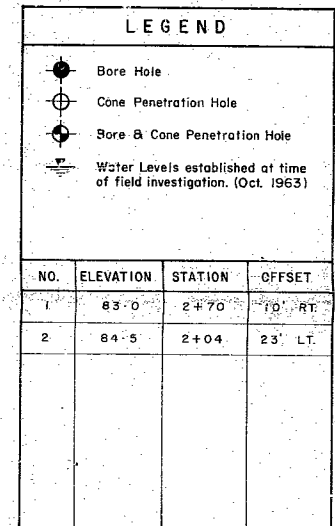 LEGEND
Bore Hole
Cone Penetration Hole
Bore & Cone Penetration Hole
Water Levels established at time
of field investigation. (Oct. 1963)
NO. ELEVATION STATION OFFSET
1 83.0 2+70 10' RT.
2 84.5 2+04 23' LT.